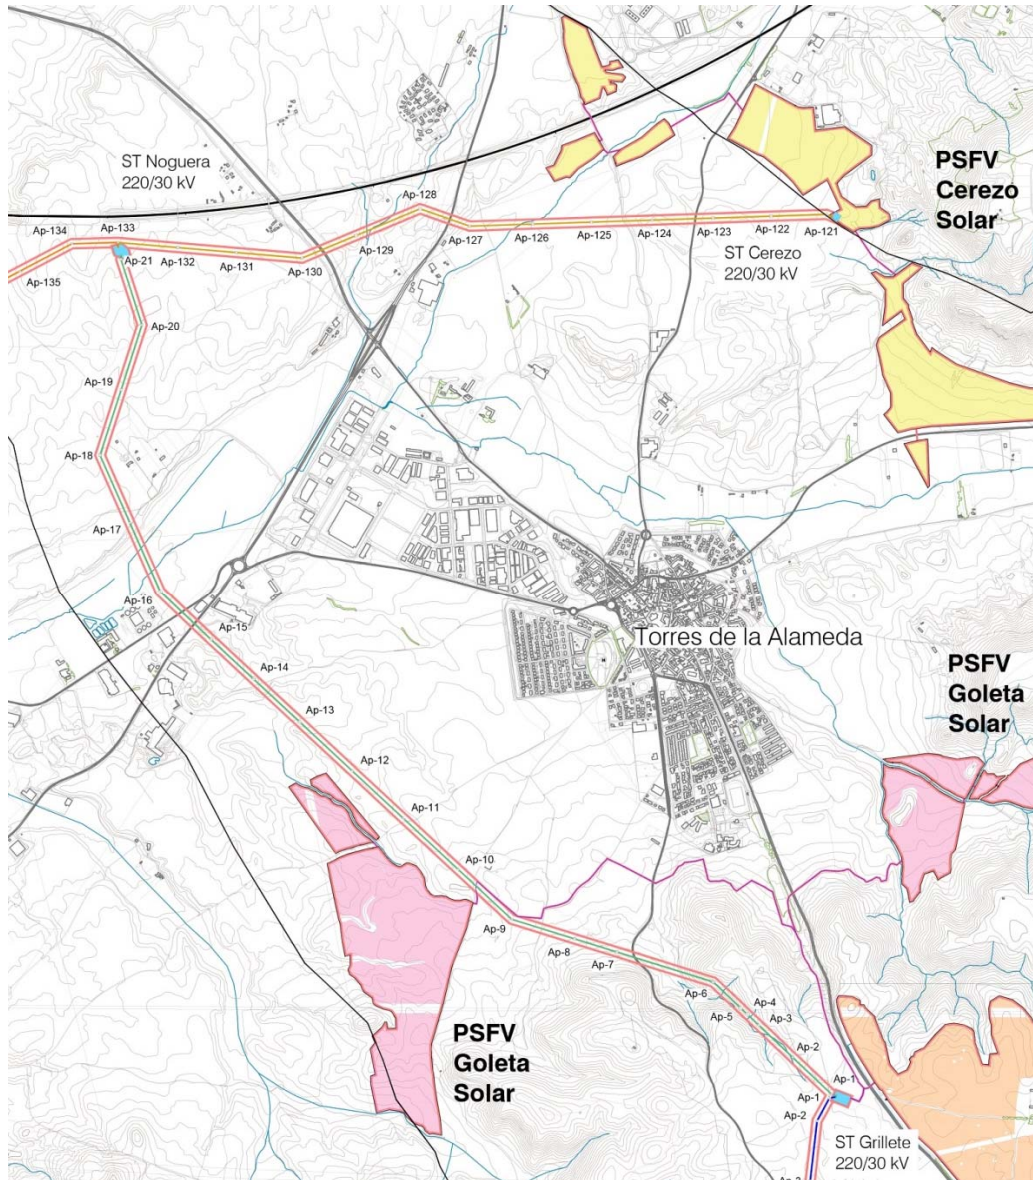 PSFV
Cerezo
Solar
ST Noguera
220/30 kV
Ap-128
Ap-134
Ap-133
Ap-129
Ap-127
Ap-126
Ap-125
Ap-124
Ap-123
Ap-122
Ap-121
ST Cerezo
220/30 kV
Ap-21
Ap-132
Ap-131
Ap-130
Ap-135
Ap-20
Ap-19
Ap-18
Ap-17
Ap-16
Ap-15
Torres de la Alameda
Ap-14
PSFV
Goleta
Solar
Ap-13
Ap-12
Ap-11
Ap-10
Ap-9
Ap-8
Ap-7
Ap-6
Ap-4
Ap-5
Ap-3
PSFV
Goleta
Solar
Ap-2
Ap-1
Ap-1
Ap-2
ST Grillete
220/30 kV